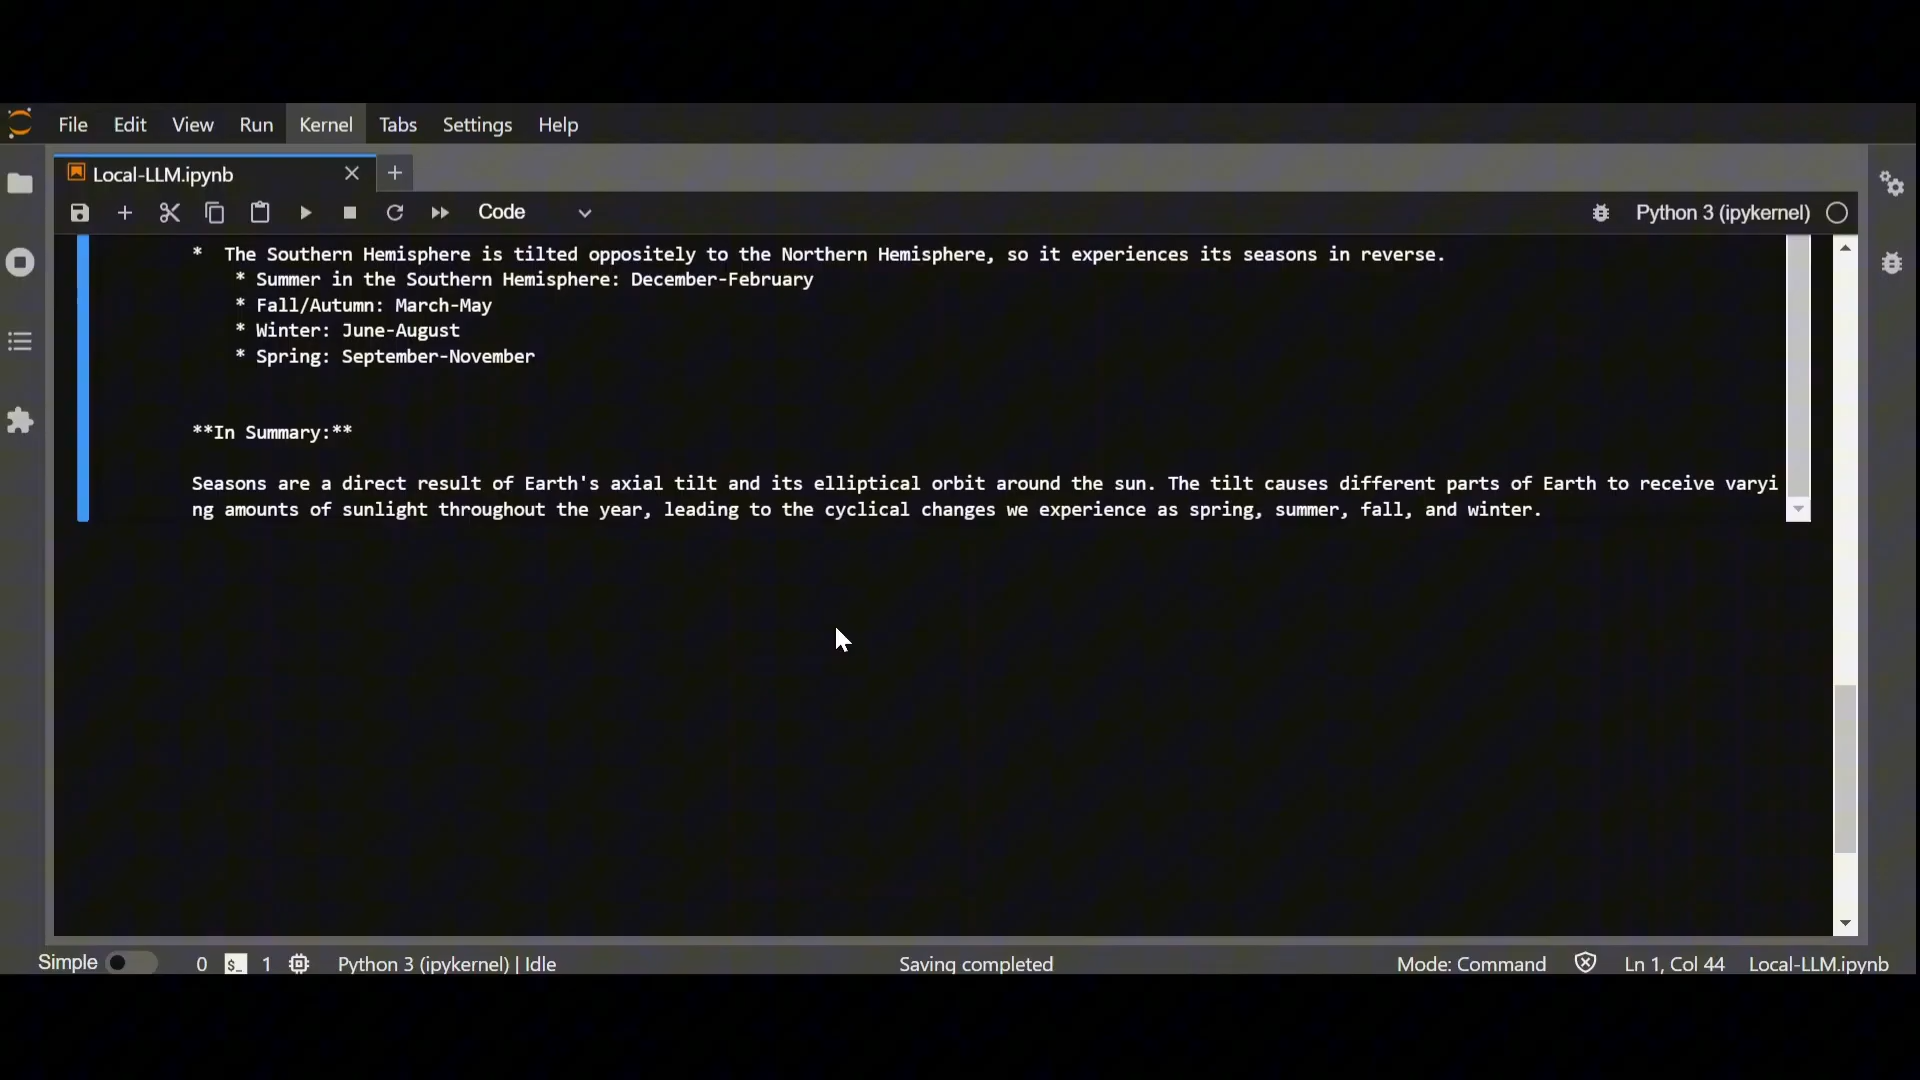 File Edit View Run Kernel Tabs Settings Help
Local-LLM.ipynb
Code
Python 3 (ipykernel)
* The Southern Hemisphere is tilted oppositely to the Northern Hemisphere, so it experiences its seasons in reverse.
* Summer in the Southern Hemisphere: December-February
* Fall/Autumn: March-May
* Winter: June-August
* Spring: September-November
**In Summary:**
Seasons are a direct result of Earth's axial tilt and its elliptical orbit around the sun. The tilt causes different parts of Earth to receive varyi
ng amounts of sunlight throughout the year, leading to the cyclical changes we experience as spring, summer, fall, and winter.
Simple 0 $_ 1 Python 3 (ipykernel) | Idle Saving completed Mode: Command Ln 1, Col 44 Local-LLM.ipynb